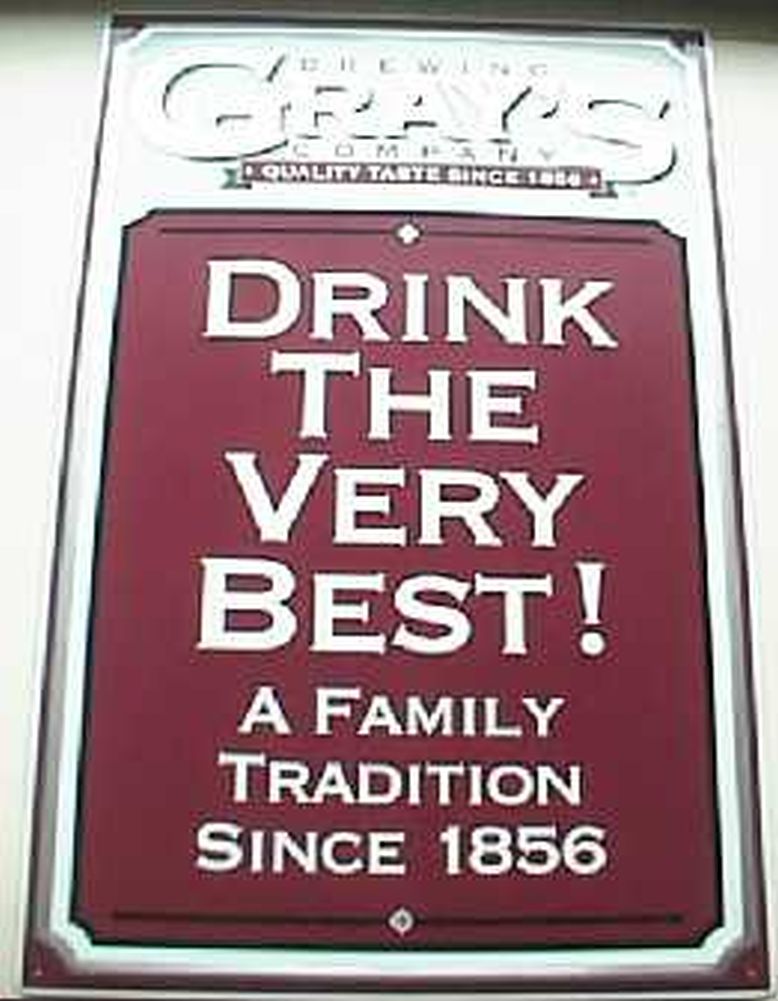 BREWING
GRAY'S
COMPANY
QUALITY TASTE SINCE 1856
DRINK
THE
VERY
BEST!
A FAMILY
TRADITION
SINCE 1856